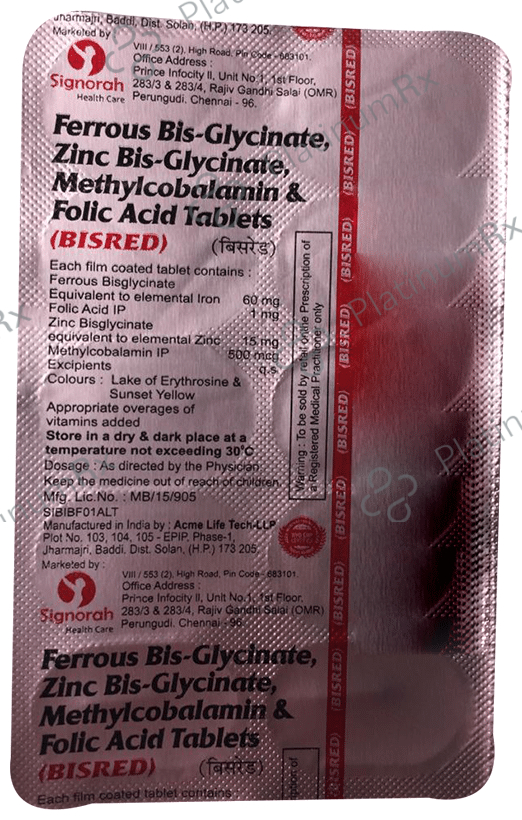 Jharmajri, Baddi, Dist. Solan, (H.P.) 173 205.
Marketed by :
Signorah
Health Care
VIII / 553 (2), High Road, Pin Code - 683101.
Office Address :
Prince Infocity II, Unit No.1, 1st Floor,
283/3 & 283/4, Rajiv Gandhi Salai (OMR)
Perungudi, Chennai - 96.
Ferrous Bis-Glycinate,
Zinc Bis-Glycinate,
Methylcobalamin &
Folic Acid Tablets
(BISRED) (बिसरेड)
Each film coated tablet contains :
Ferrous Bisglycinate
Equivalent to elemental Iron 60 mg
Folic Acid IP 1 mg
Zinc Bisglycinate
equivalent to elemental Zinc 15 mg
Methylcobalamin IP 500 mcg
Excipients q.s.
Colours : Lake of Erythrosine &
Sunset Yellow
Appropriate overages of
vitamins added
Store in a dry & dark place at a
temperature not exceeding 30°C
Dosage : As directed by the Physician.
Keep the medicine out of reach of children.
Mfg. Lic.No. : MB/15/905
SIBIBF01ALT
Manufactured in India by : Acme Life Tech-LLP
Plot No. 103, 104, 105 - EPIP, Phase-1,
Jharmajri, Baddi, Dist. Solan, (H.P.) 173 205.
Warning : To be sold by retail on the Prescription of
a Registered Medical Practitioner only
Marketed by :
Signorah
Health Care
VIII / 553 (2), High Road, Pin Code - 683101.
Office Address :
Prince Infocity II, Unit No.1, 1st Floor,
283/3 & 283/4, Rajiv Gandhi Salai (OMR)
Perungudi, Chennai - 96.
Ferrous Bis-Glycinate,
Zinc Bis-Glycinate,
Methylcobalamin &
Folic Acid Tablets
(BISRED) (बिसरेड)
Each film coated tablet contains
ription of
(BISRED)
(BISRED)
(BISRED)
(BISRED)
(BISRED)
(BISRED)
(BISRED)
(BISRED)
(BISRED)
(BISRED)
PlatinumRx